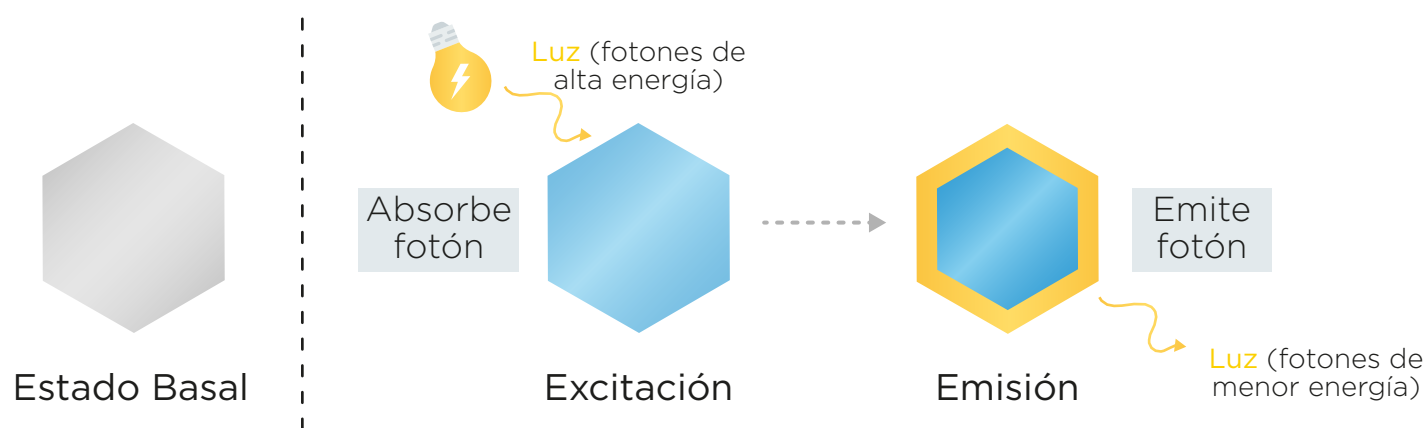 Luz (fotones de
alta energía)
Absorbe
fotón
Emite
fotón
Estado Basal
Excitación
Emisión
Luz (fotones de
menor energía)